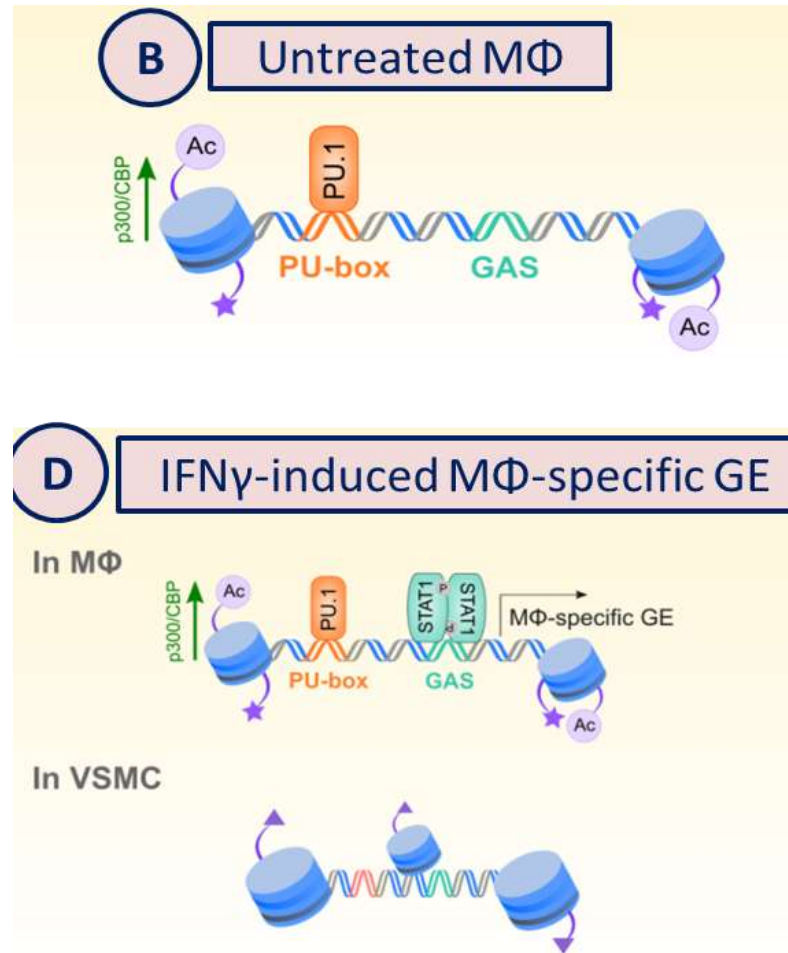 B
Untreated MΦ
Ac
p300/CBP
PU.1
PU-box
GAS
Ac
D
IFNγ-induced MΦ-specific GE
In MΦ
Ac
p300/CBP
PU.1
STAT1
P
P
STAT1
MΦ-specific GE
PU-box
GAS
Ac
In VSMC